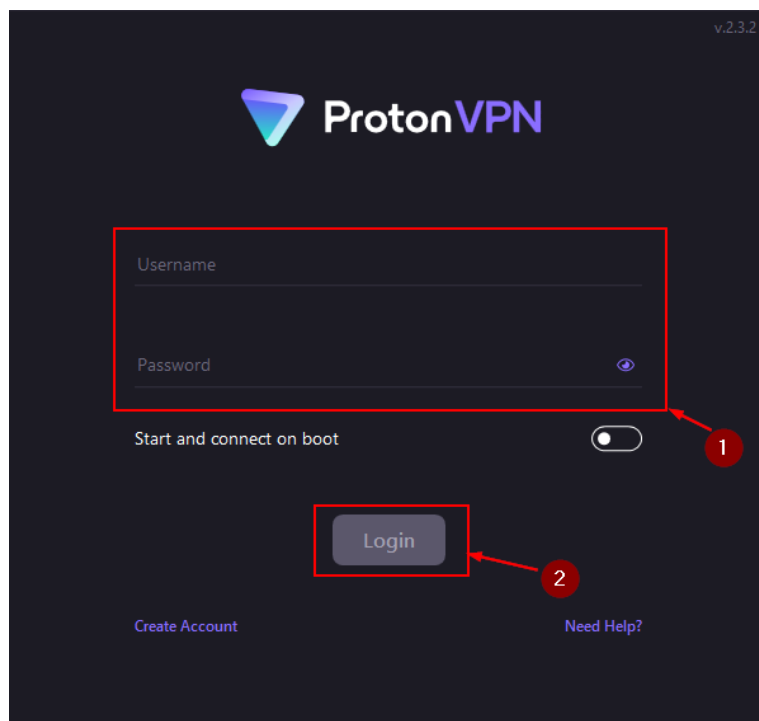 v.2.3.2
ProtonVPN
Username
Password
1
Start and connect on boot
Login
2
Create Account
Need Help?